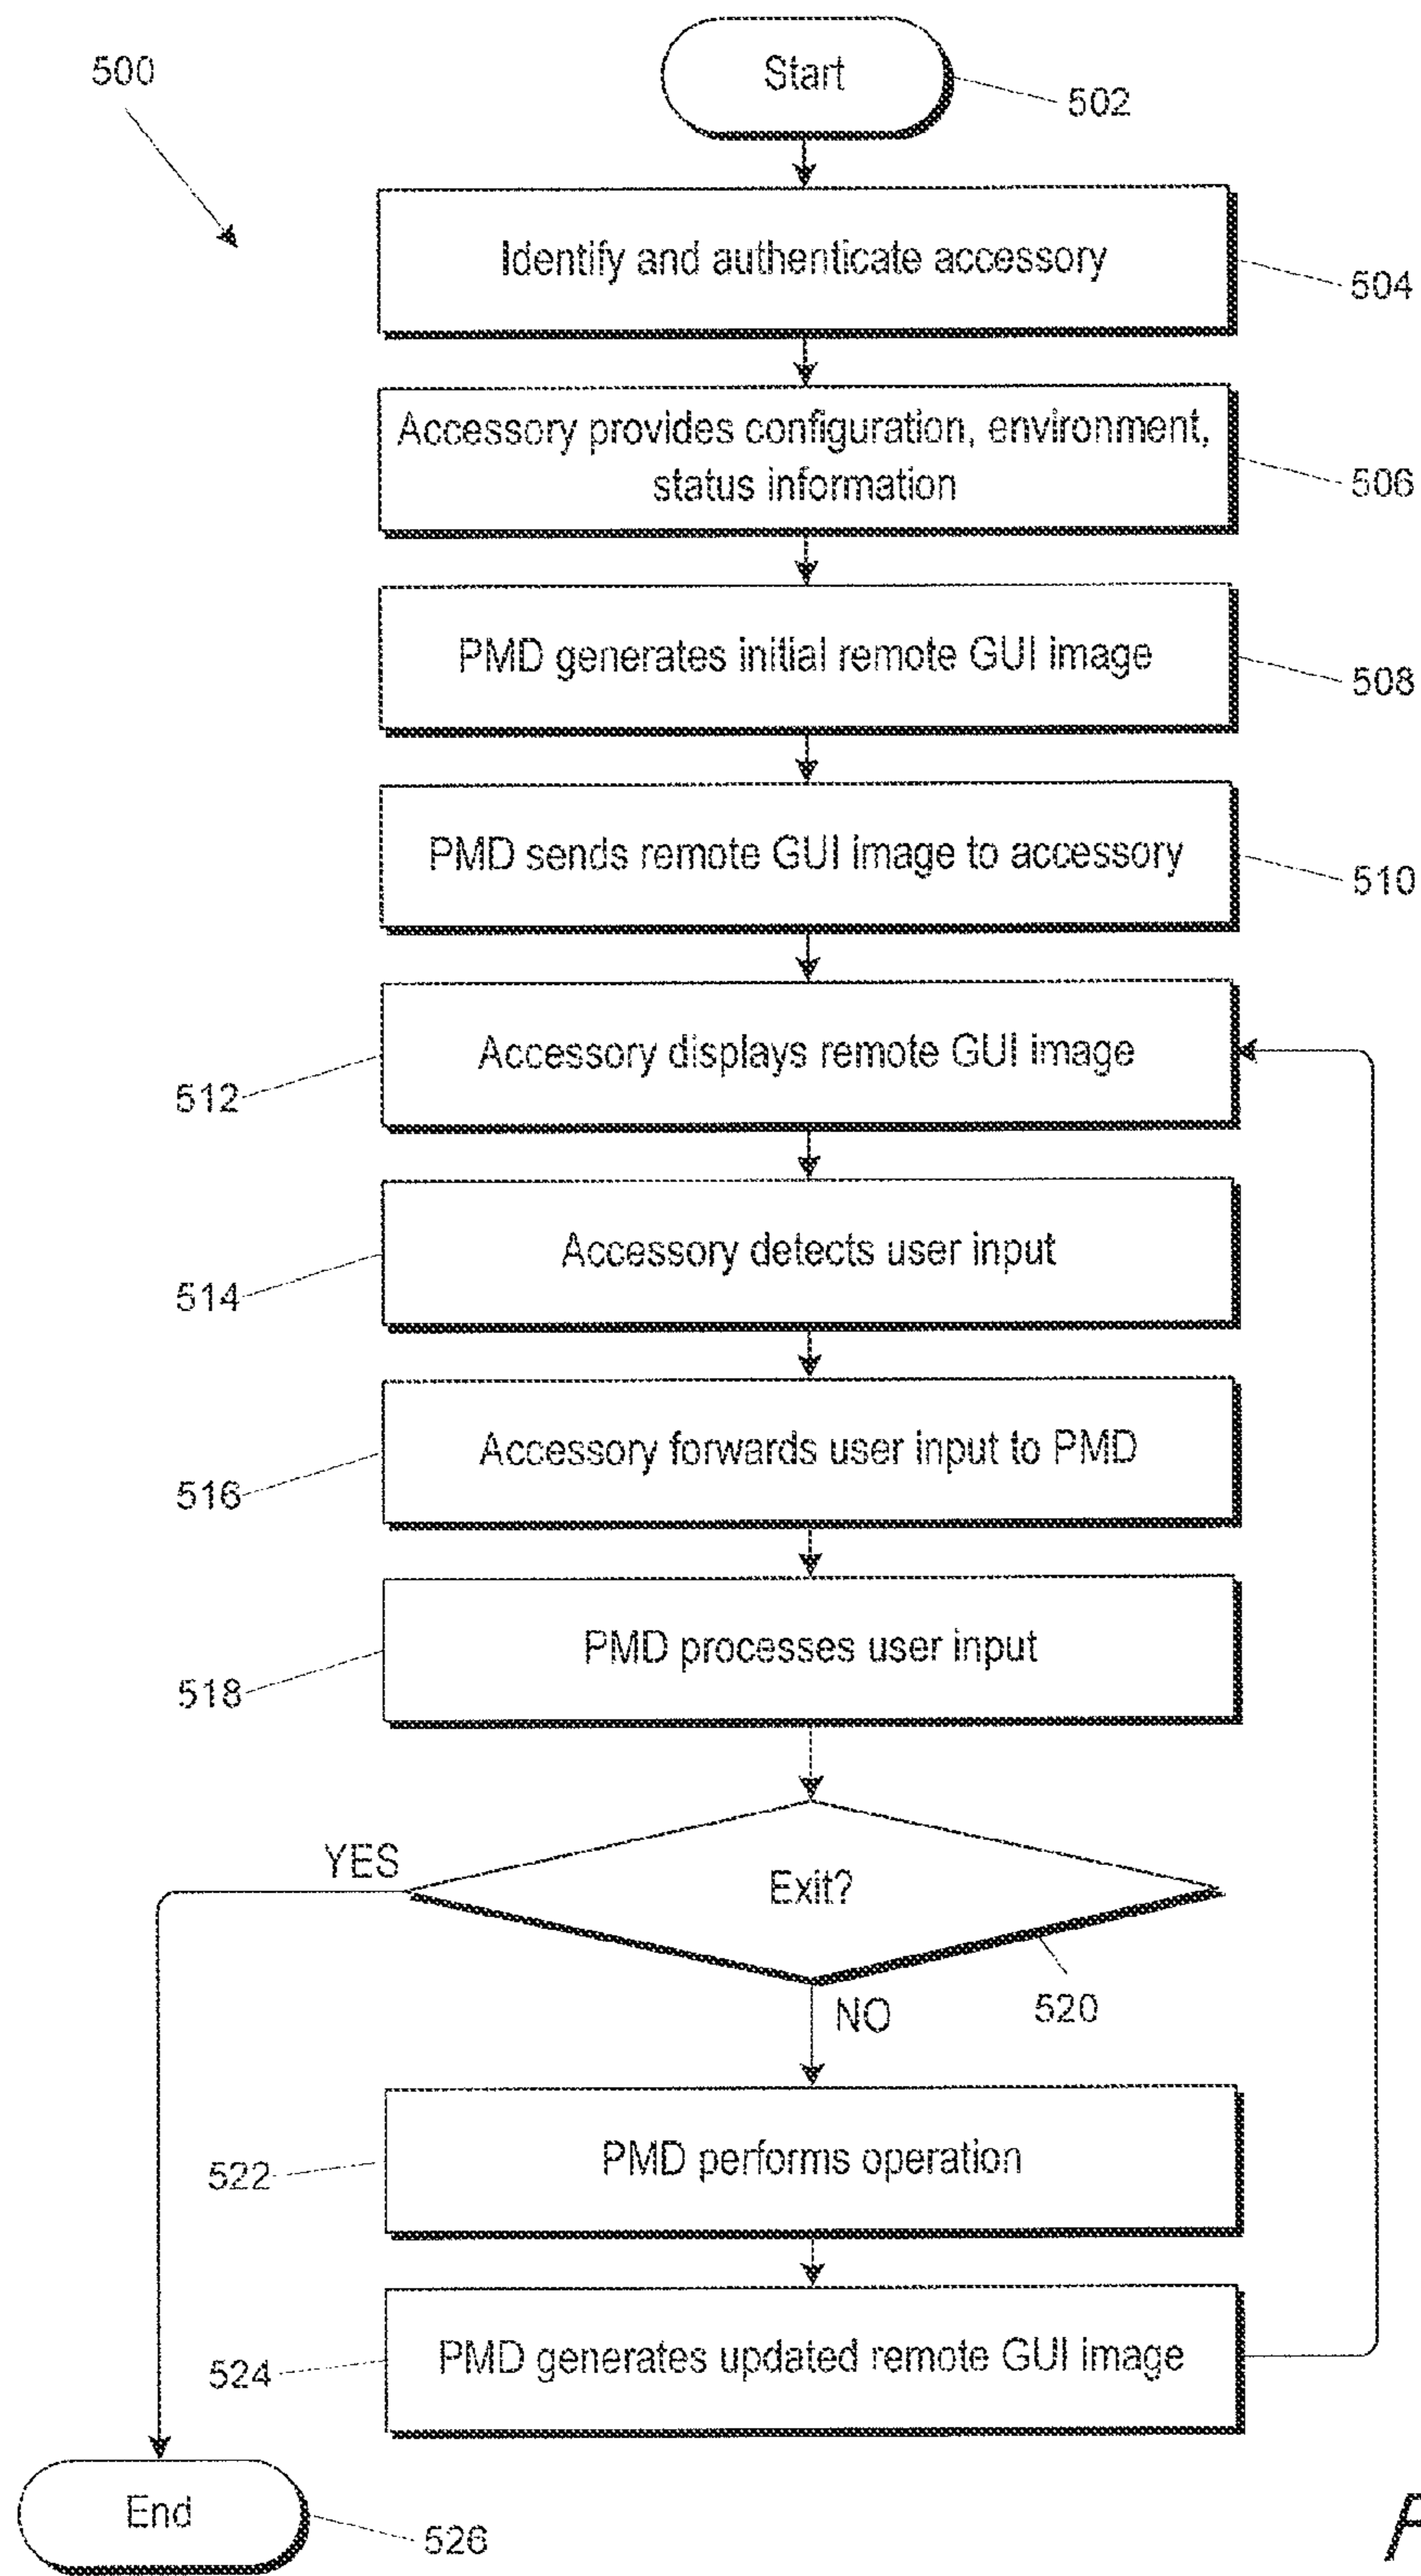 500
Start
502
Identify and authenticate accessory
504
Accessory provides configuration, environment,
status information
506
PMD generates initial remote GUI image
508
PMD sends remote GUI image to accessory
510
Accessory displays remote GUI image
512
Accessory detects user input
514
Accessory forwards user input to PMD
516
PMD processes user input
518
YES
Exit?
NO
520
PMD performs operation
522
PMD generates updated remote GUI image
524
End
526